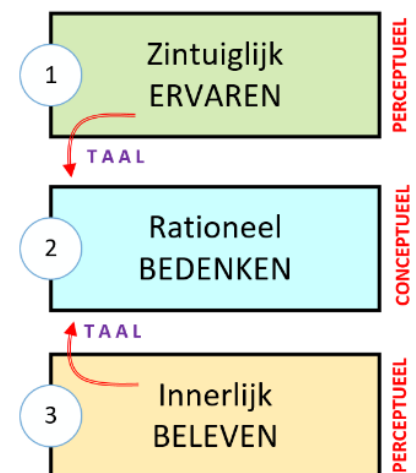 1
Zintuiglijk
ERVAREN
PERCEPTUEEL
TAAL
2
Rationeel
BEDENKEN
CONCEPTUEEL
TAAL
3
Innerlijk
BELEVEN
PERCEPTUEEL